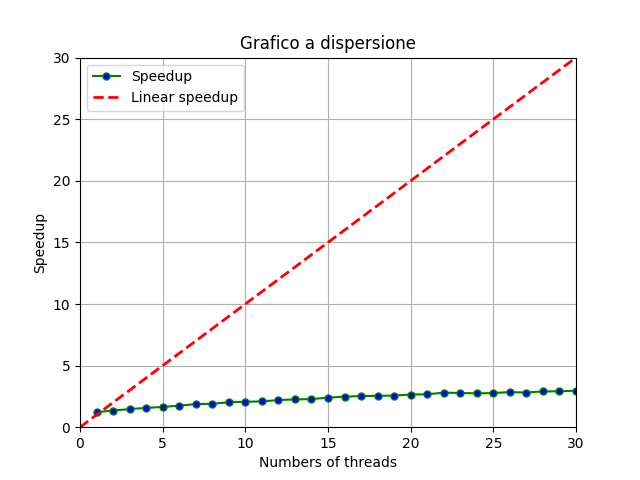 Grafico a dispersione
Speedup
Linear speedup
Speedup
30
25
20
15
10
5
0
0 5 10 15 20 25 30
Numbers of threads